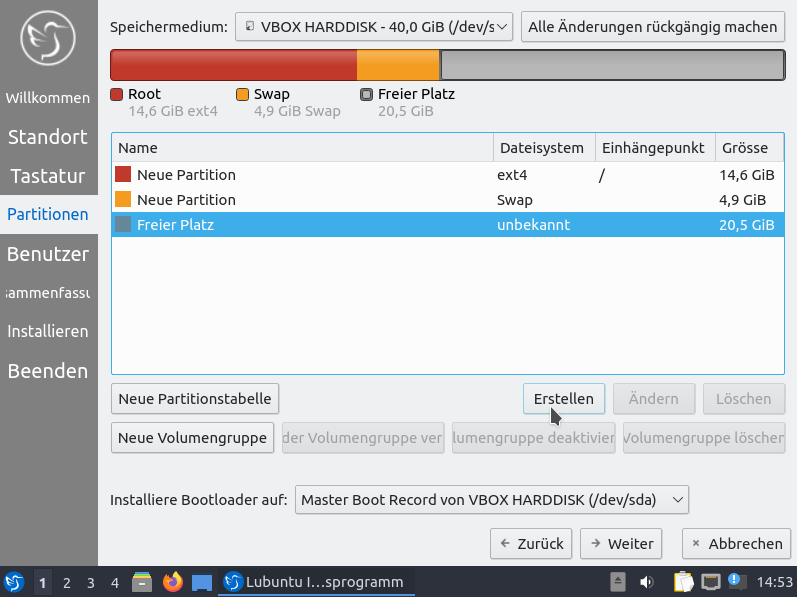 Speichermedium: VBOX HARDDISK - 40,0 GiB (/dev/s Alle Änderungen rückgängig machen
Root Swap Freier Platz
14,6 GiB ext4 4,9 GiB Swap 20,5 GiB
Willkommen
Standort
Tastatur
Partitionen
Benutzer
sammenfassu
Installieren
Beenden
Name Dateisystem Einhängepunkt Grösse
Neue Partition ext4 / 14,6 GiB
Neue Partition Swap 4,9 GiB
Freier Platz unbekannt 20,5 GiB
Neue Partitionstabelle Erstellen Ändern Löschen
Neue Volumengruppe der Volumengruppe ver lumengruppe deaktivier Volumengruppe löschen
Installiere Bootloader auf: Master Boot Record von VBOX HARDDISK (/dev/sda)
Zurück Weiter Abbrechen
1 2 3 4 Lubuntu I...sprogramm 14:53